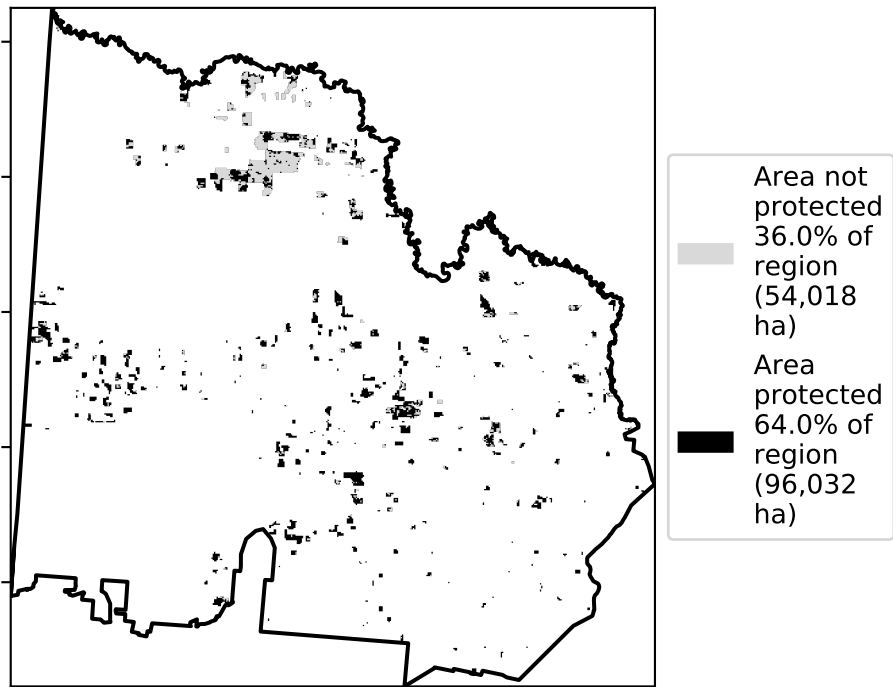 Area not
protected
36.0% of
region
(54,018
ha)
Area
protected
64.0% of
region
(96,032
ha)